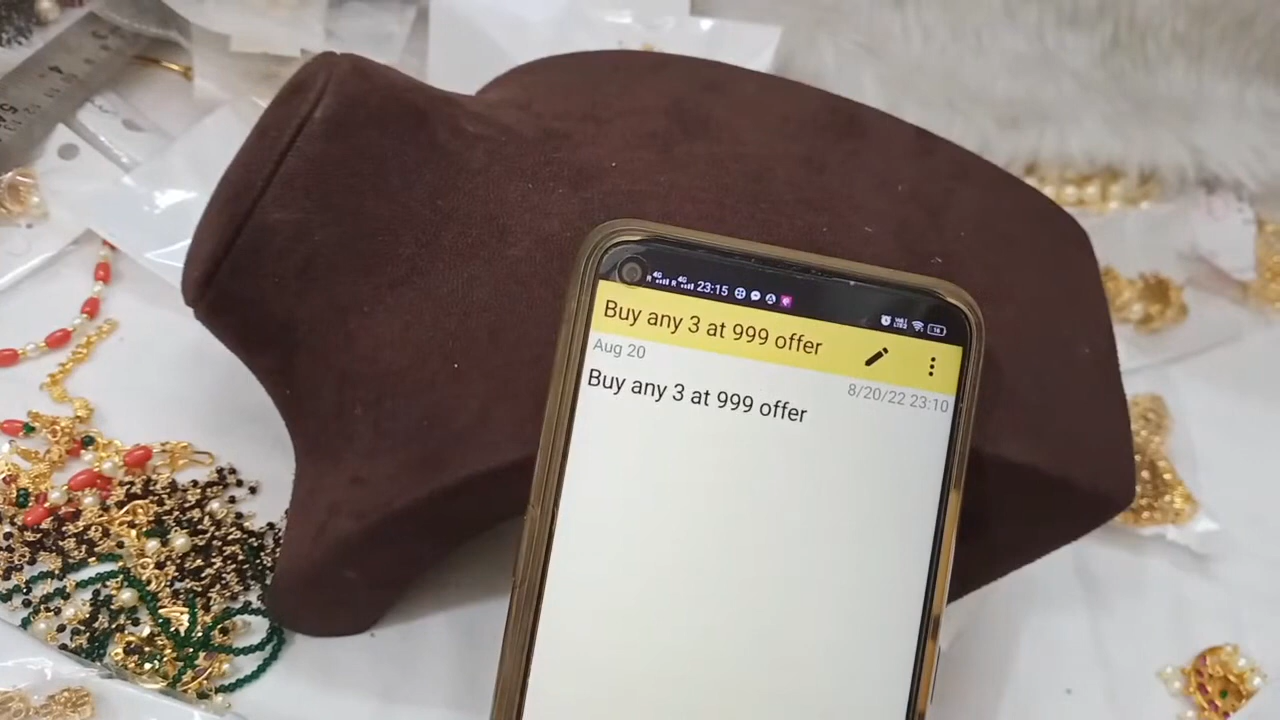 23:15
Buy any 3 at 999 offer
Aug 20
8/20/22 23:10
Buy any 3 at 999 offer